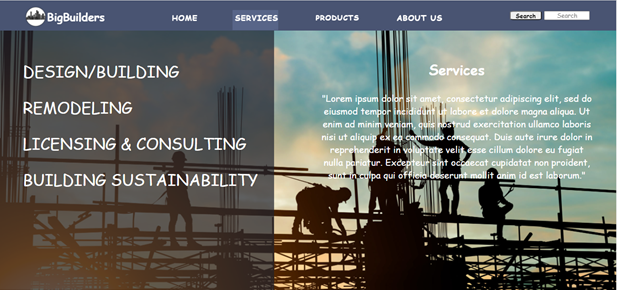 BigBuilders
HOME
SERVICES
PRODUCTS
ABOUT US
Search
Search
DESIGN/BUILDING
REMODELING
LICENSING & CONSULTING
BUILDING SUSTAINABILITY
Services
"Lorem ipsum dolor sit amet, consectetur adipiscing elit, sed do
eiusmod tempor incididunt ut labore et dolore magna aliqua. Ut
enim ad minim veniam, quis nostrud exercitation ullamco laboris
nisi ut aliquip ex ea commodo consequat. Duis aute irure dolor in
reprehenderit in voluptate velit esse cillum dolore eu fugiat
nulla pariatur. Excepteur sint occaecat cupidatat non proident,
sunt in culpa qui officia deserunt mollit anim id est laborum."